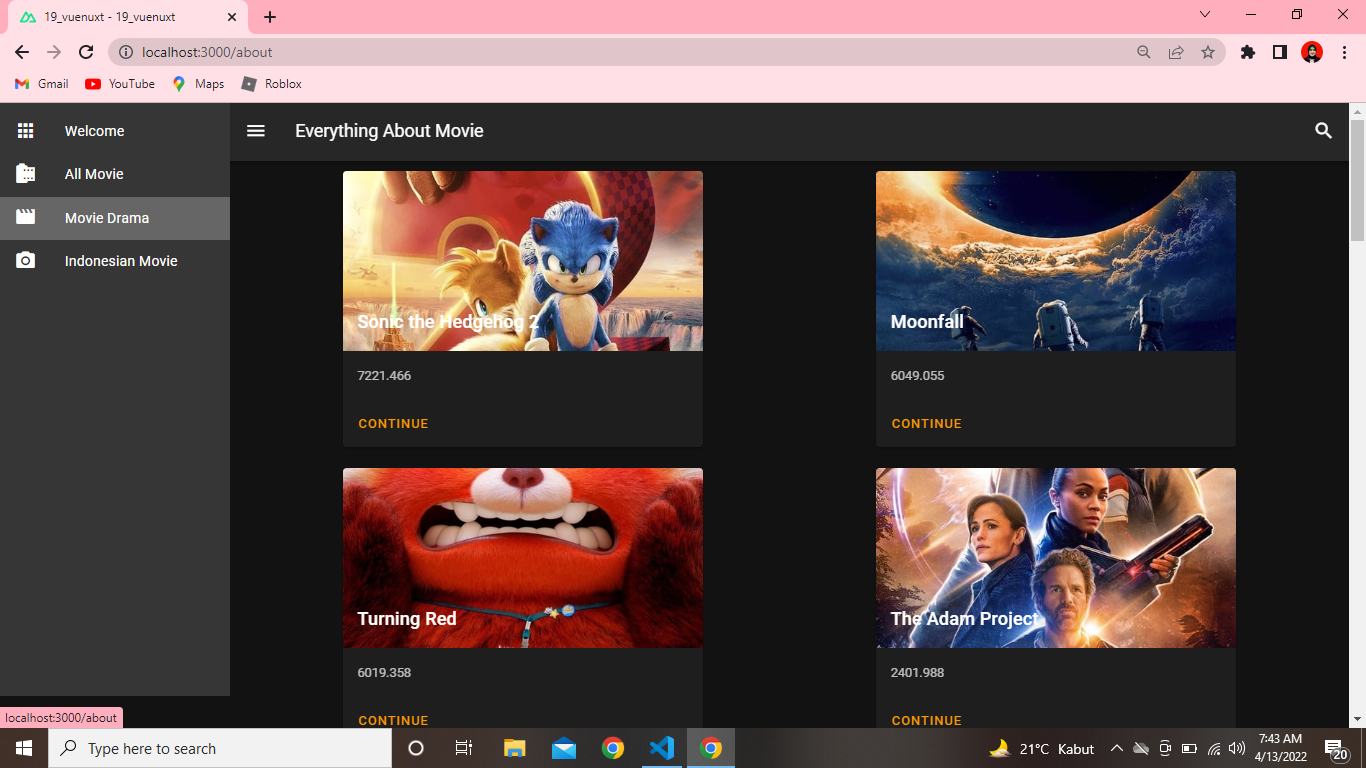 19_vuenuxt - 19_vuenuxt
localhost:3000/about
Gmail
YouTube
Maps
Roblox
Welcome
All Movie
Movie Drama
Indonesian Movie
Everything About Movie
Sonic the Hedgehog 2
7221.466
CONTINUE
Moonfall
6049.055
CONTINUE
Turning Red
6019.358
CONTINUE
The Adam Project
2401.988
CONTINUE
localhost:3000/about
Type here to search
21°C Kabut
7:43 AM
4/13/2022
20